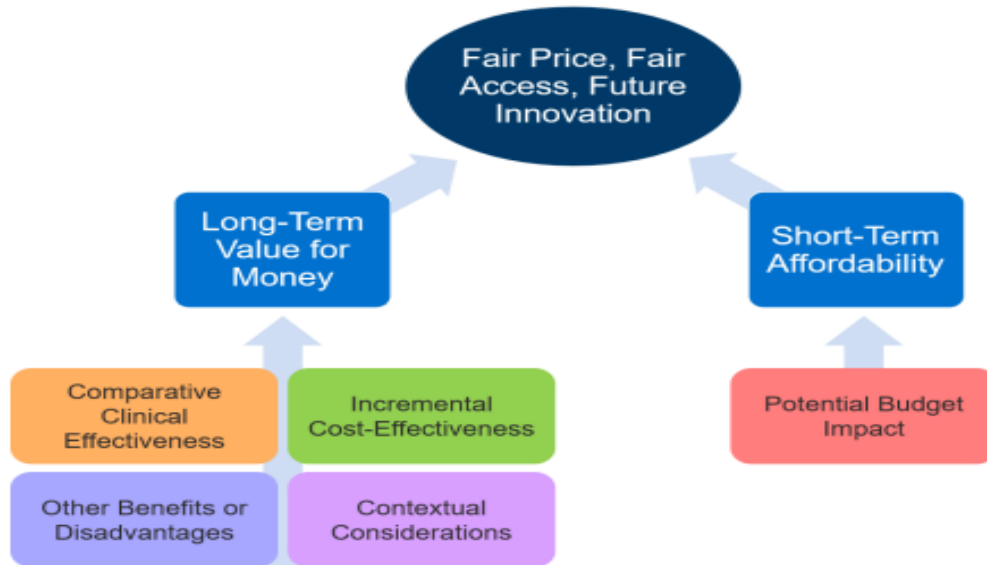 Fair Price, Fair
Access, Future
Innovation
Long-Term
Value for
Money
Short-Term
Affordability
Comparative
Clinical
Effectiveness
Incremental
Cost-Effectiveness
Potential Budget
Impact
Other Benefits or
Disadvantages
Contextual
Considerations